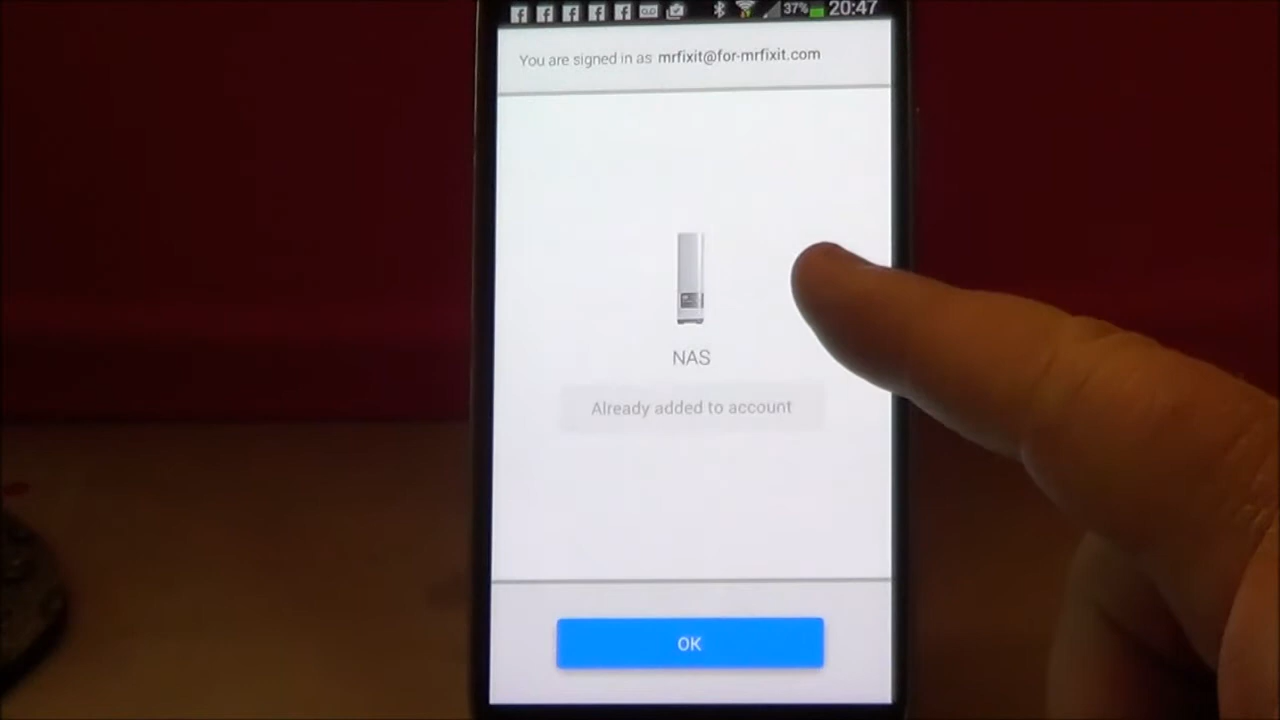 37% 20:47
You are signed in as mrfixit@for-mrfixit.com
NAS
Already added to account
OK